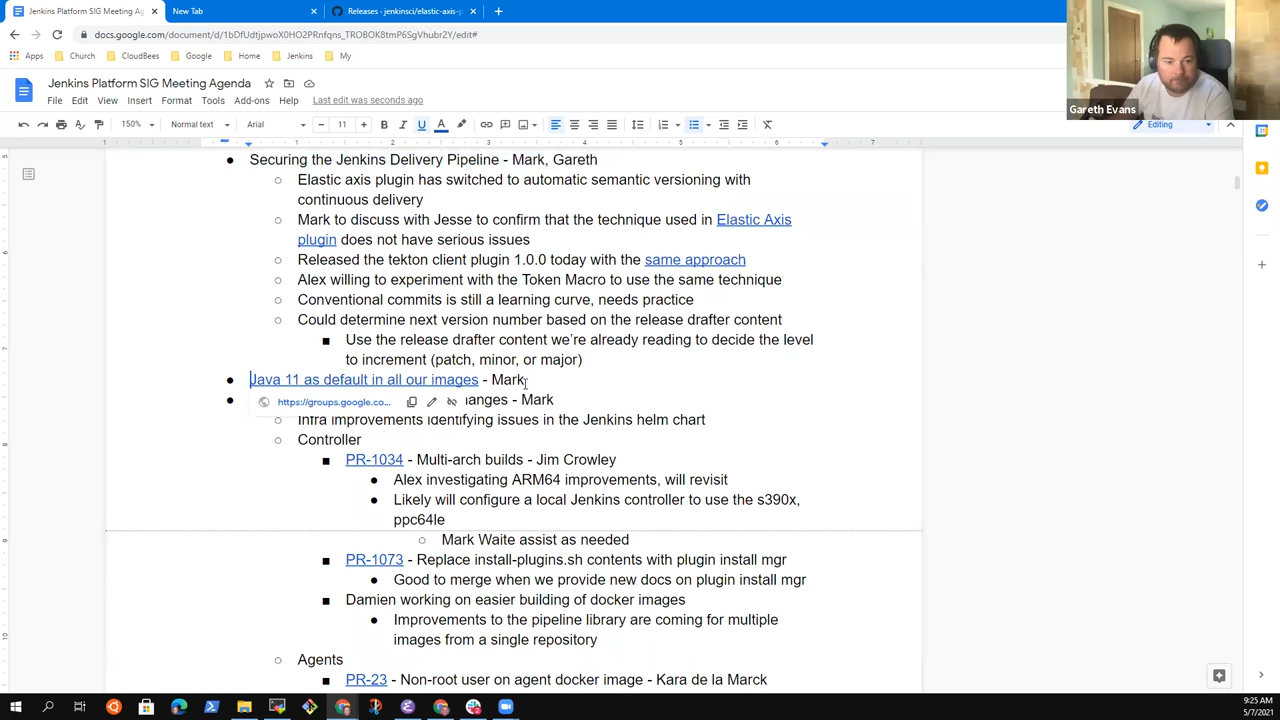 Jenkins Platform SIG Meeting Ag
New Tab
Releases · jenkinsci/elastic-axis-p
docs.google.com/document/d/1bDfUdtjpwoX0HO2PRnfqns_TROBOK8tmP6SgVhubr2Y/edit#
Apps Church CloudBees Google Home Jenkins My
Jenkins Platform SIG Meeting Agenda
File Edit View Insert Format Tools Add-ons Help Last edit was seconds ago
150% Normal text Arial 11 Editing
Gareth Evans
1 1 2 3 4 5 6 7
Securing the Jenkins Delivery Pipeline - Mark, Gareth
Elastic axis plugin has switched to automatic semantic versioning with
continuous delivery
Mark to discuss with Jesse to confirm that the technique used in Elastic Axis
plugin does not have serious issues
Released the tekton client plugin 1.0.0 today with the same approach
Alex willing to experiment with the Token Macro to use the same technique
Conventional commits is still a learning curve, needs practice
Could determine next version number based on the release drafter content
Use the release drafter content we're already reading to decide the level
to increment (patch, minor, or major)
Java 11 as default in all our images - Mark
https://groups.google.co... anges - Mark
Infra improvements identifying issues in the Jenkins helm chart
Controller
PR-1034 - Multi-arch builds - Jim Crowley
Alex investigating ARM64 improvements, will revisit
Likely will configure a local Jenkins controller to use the s390x,
ppc64le
Mark Waite assist as needed
PR-1073 - Replace install-plugins.sh contents with plugin install mgr
Good to merge when we provide new docs on plugin install mgr
Damien working on easier building of docker images
Improvements to the pipeline library are coming for multiple
images from a single repository
Agents
PR-23 - Non-root user on agent docker image - Kara de la Marck
9:25 AM
5/7/2021